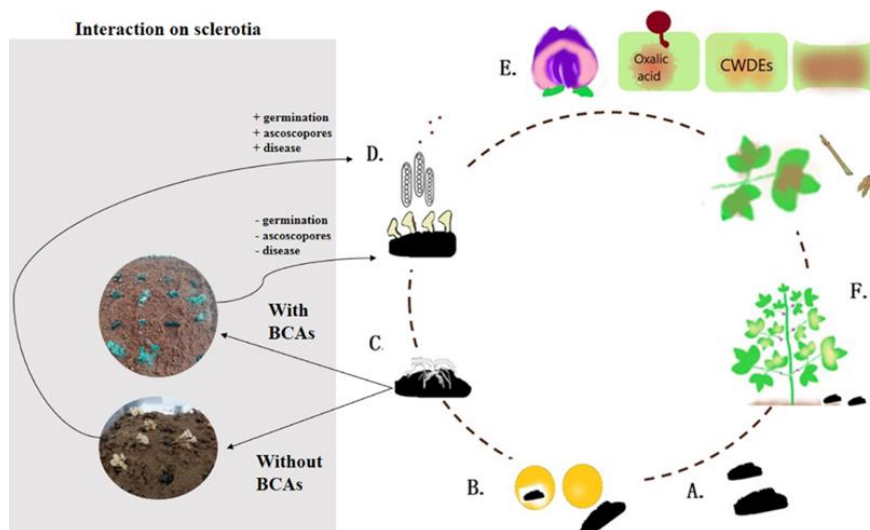 Interaction on sclerotia
E.
Oxalic
acid
CWDEs
+ germination
+ ascoscopores
+ disease
D.
- germination
- ascoscopores
- disease
With
BCAs
F.
C.
Without
BCAs
B.
A.